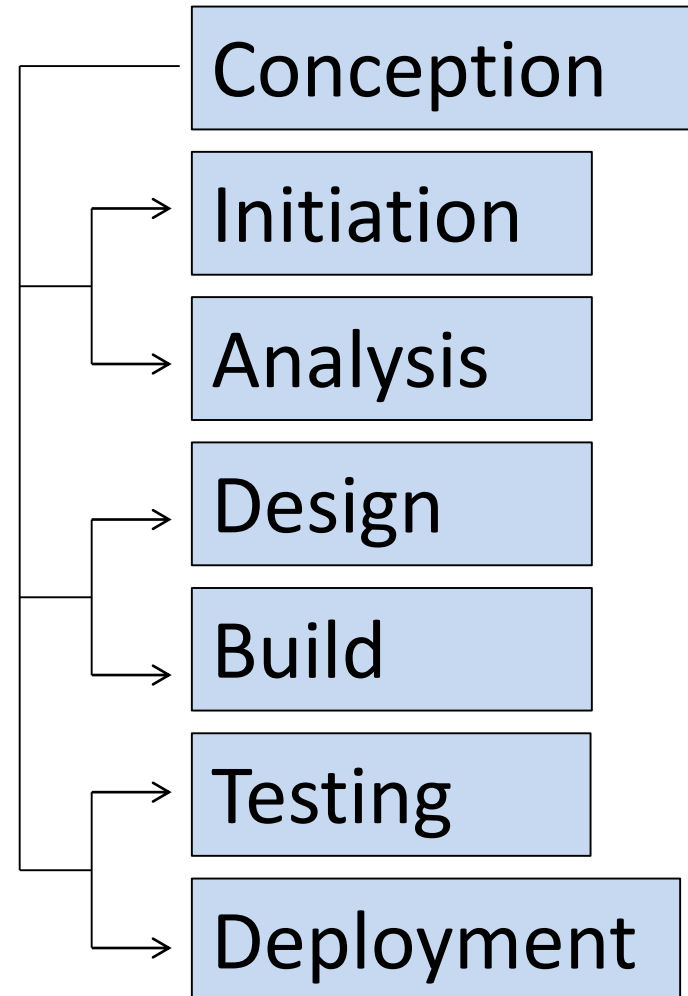 Conception
Initiation
Analysis
Design
Build
Testing
Deployment